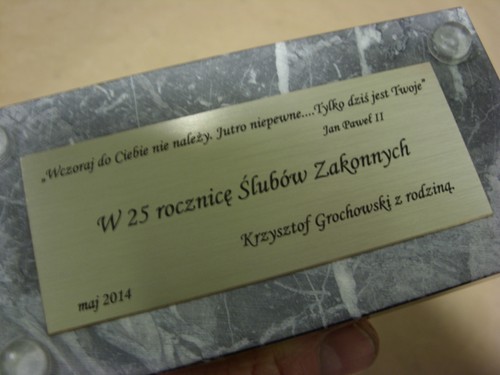 „Wczoraj do Ciebie nie należy. Jutro niepewne....Tylko dziś jest Twoje"
Jan Paweł II
W 25 rocznicę Ślubów Zakonnych
Krzysztof Grochowski z rodziną.
maj 2014